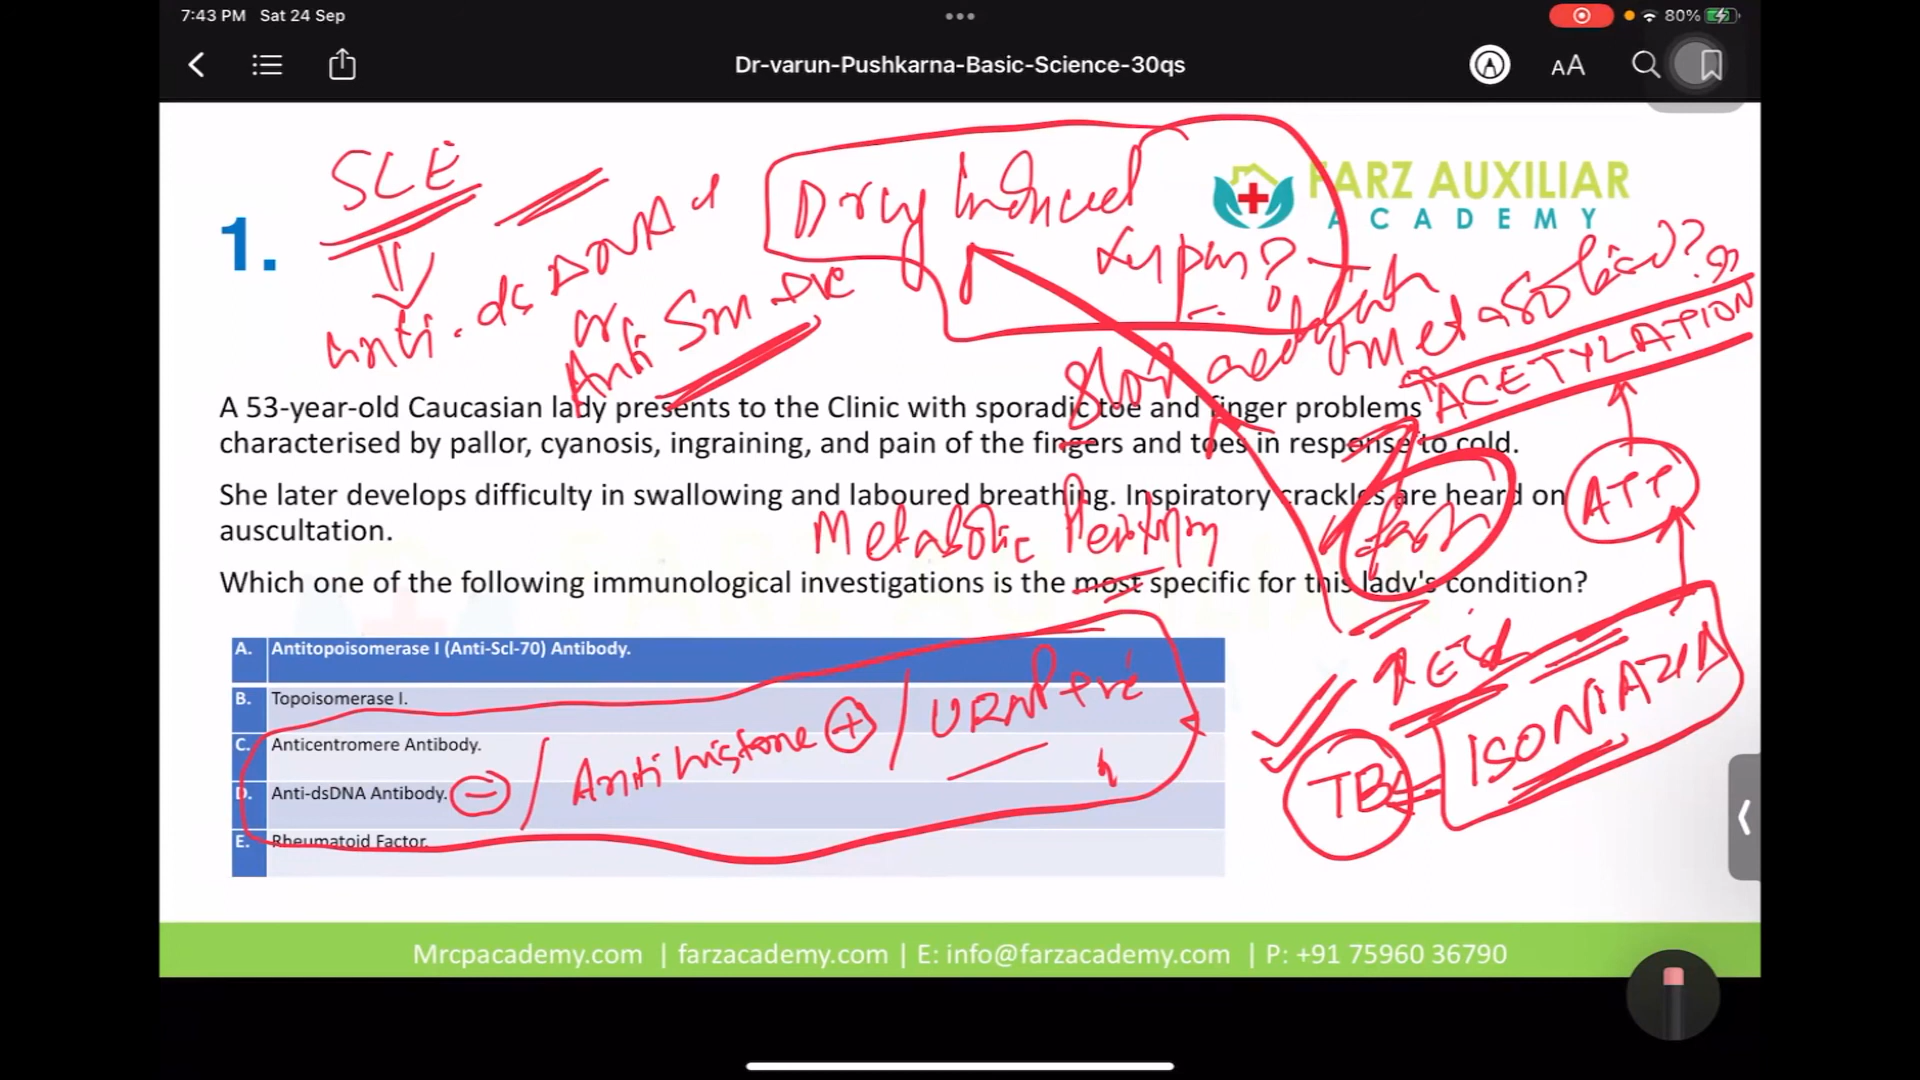 7:43 PM Sat 24 Sep
80%
Dr-varun-Pushkarna-Basic-Science-30qs
AA
FARZ AUXILIAR
ACADEMY
1.
SLE
Drug Induced
anti-ds DNA
or
Anti Sm +ve
Slow
ACETYLATION
A 53-year-old Caucasian lady presents to the Clinic with sporadic toe and finger problems
characterised by pallor, cyanosis, ingraining, and pain of the fingers and toes in response to cold.
She later develops difficulty in swallowing and laboured breathing. Inspiratory crackles are heard on
auscultation.
Metabolic
fast
ATT
Which one of the following immunological investigations is the most specific for this lady's condition?
A. Antitopoisomerase I (Anti-Scl-70) Antibody.
B. Topoisomerase I.
C. Anticentromere Antibody.
D. Anti-dsDNA Antibody.
E. Rheumatoid Factor.
− / Antihistone + / URNP +ve
TB
ISONIAZID
Mrcpacademy.com | farzacademy.com | E: info@farzacademy.com | P: +91 75960 36790